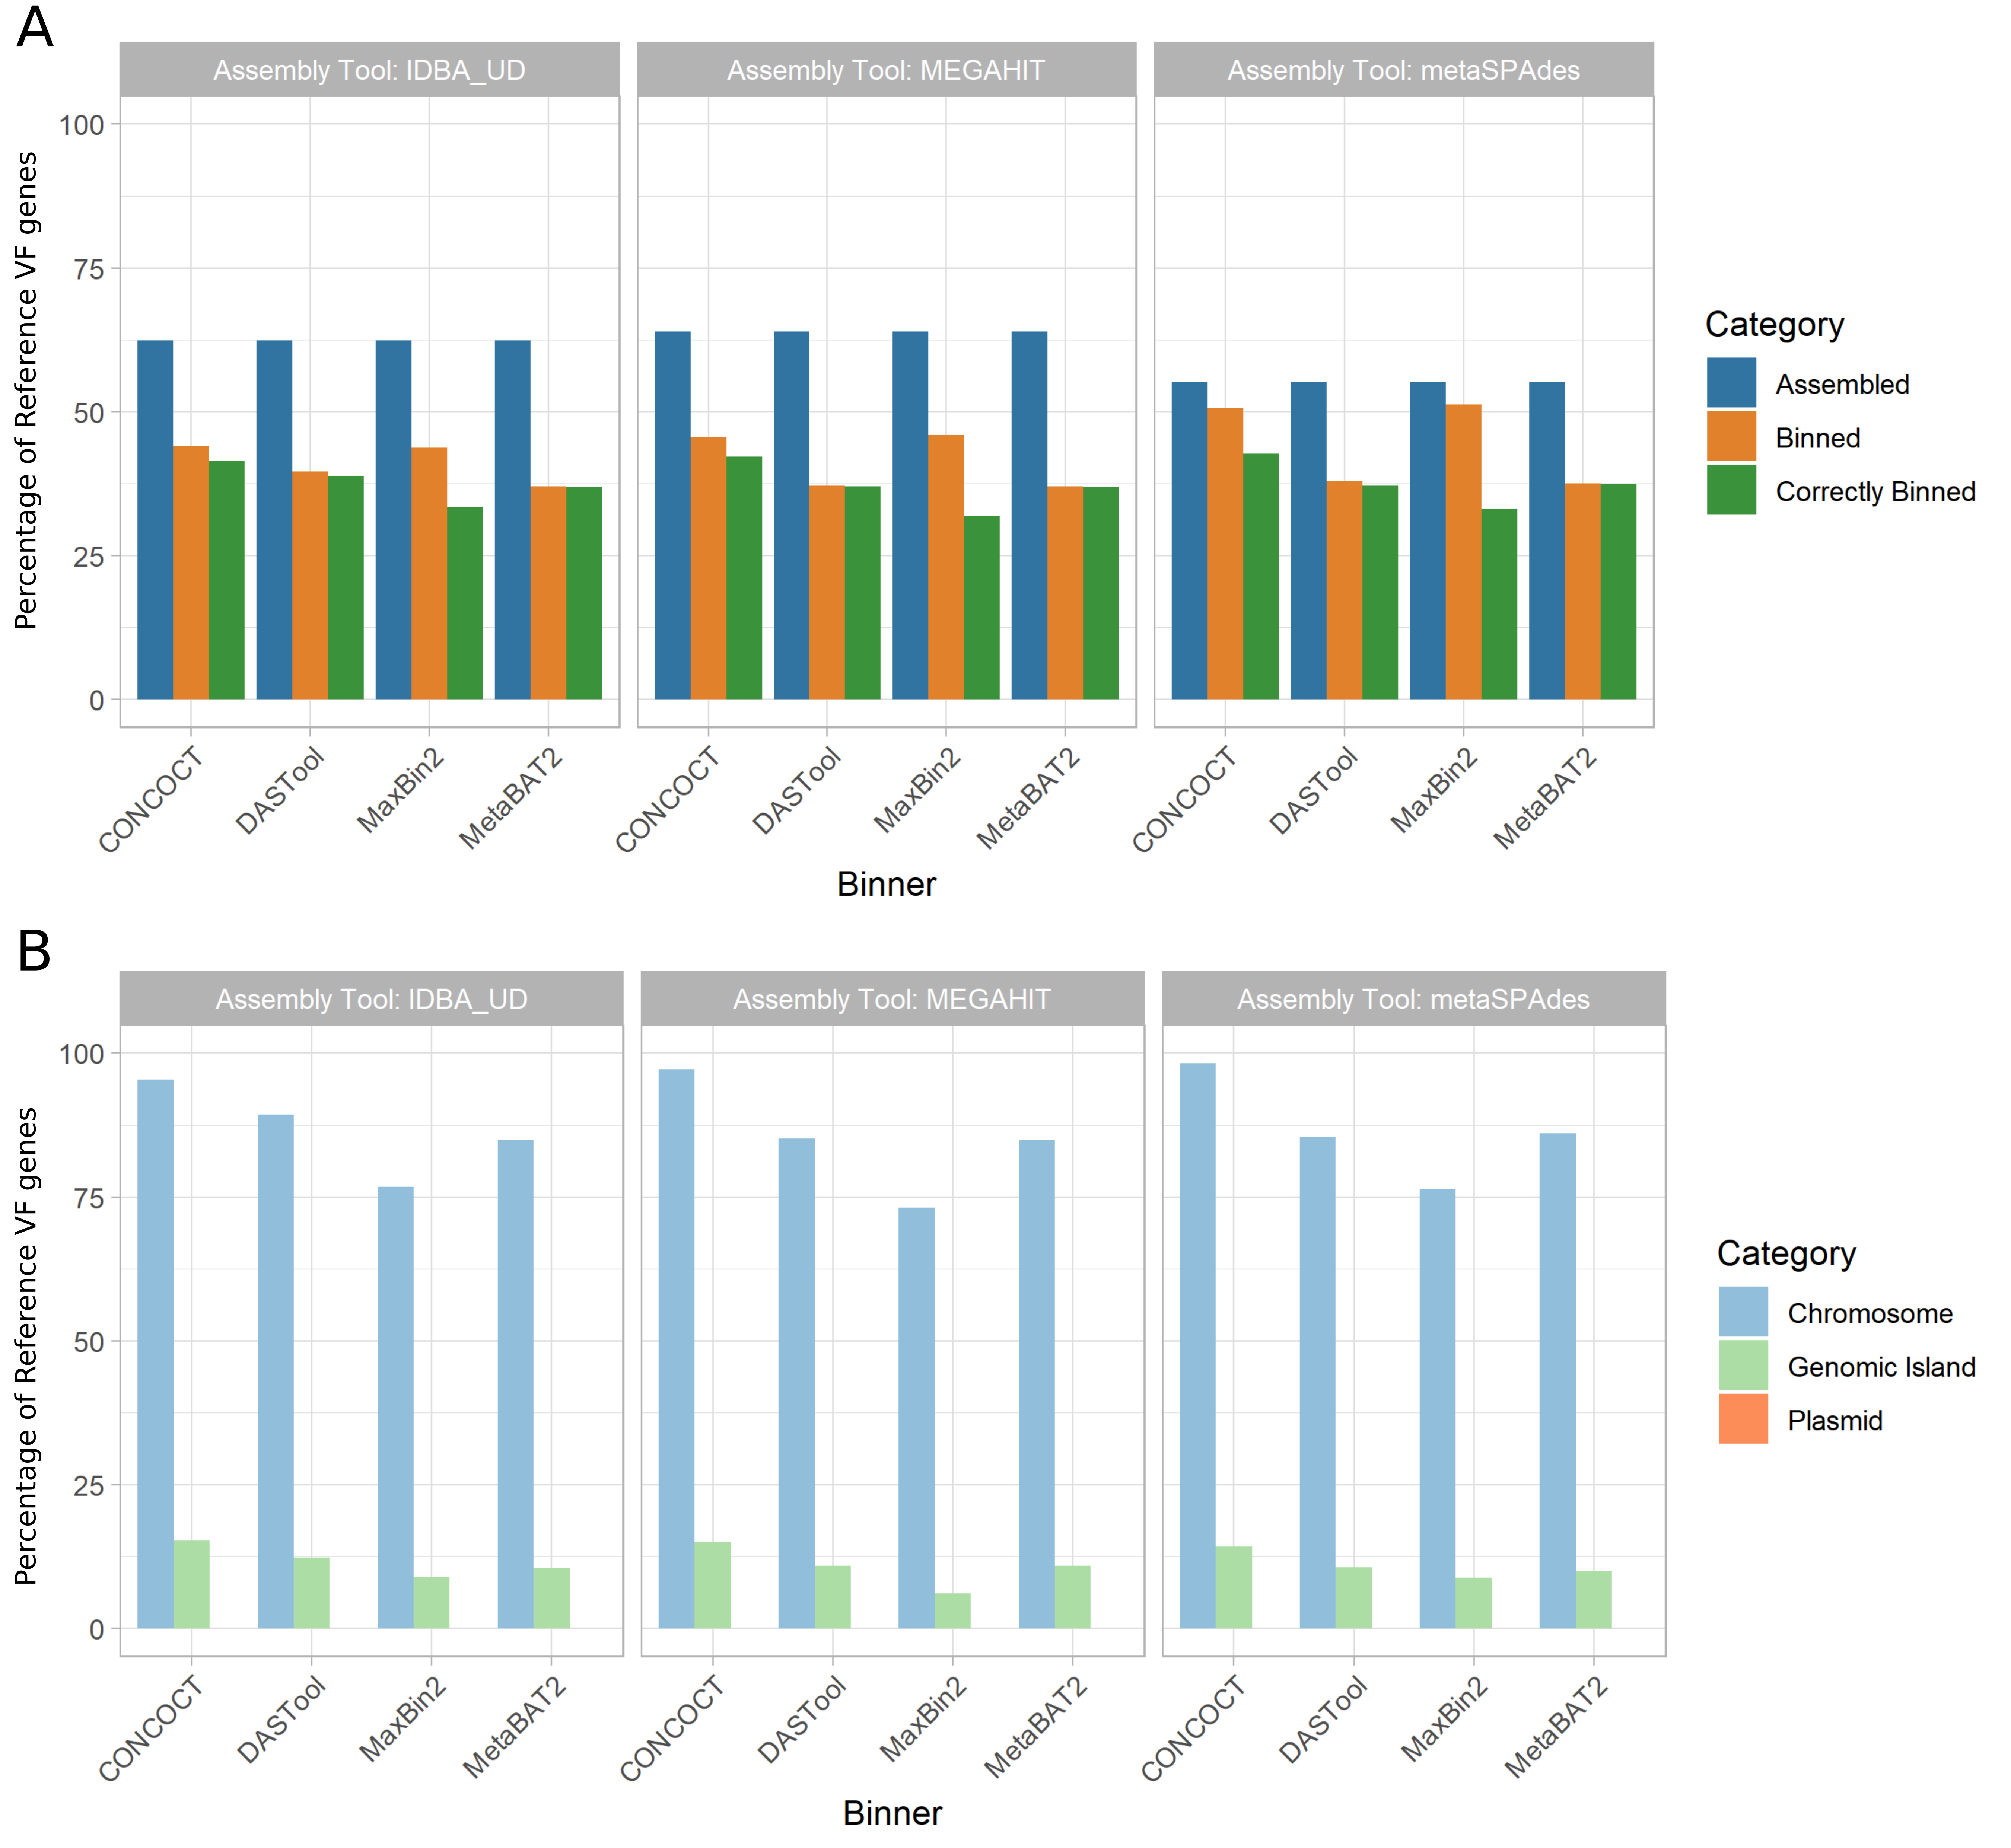 A
Assembly Tool: IDBA_UD
Assembly Tool: MEGAHIT
Assembly Tool: metaSPAdes
Percentage of Reference VF genes
100
75
50
25
0
CONCOCT
DASTool
MaxBin2
MetaBAT2
CONCOCT
DASTool
MaxBin2
MetaBAT2
CONCOCT
DASTool
MaxBin2
MetaBAT2
Binner
Category
Assembled
Binned
Correctly Binned
B
Assembly Tool: IDBA_UD
Assembly Tool: MEGAHIT
Assembly Tool: metaSPAdes
Percentage of Reference VF genes
100
75
50
25
0
CONCOCT
DASTool
MaxBin2
MetaBAT2
CONCOCT
DASTool
MaxBin2
MetaBAT2
CONCOCT
DASTool
MaxBin2
MetaBAT2
Binner
Category
Chromosome
Genomic Island
Plasmid